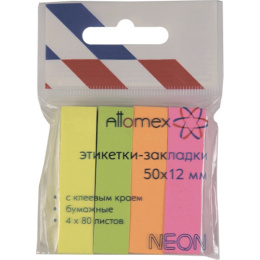 Attomex
этикетки-закладки
50x12 мм
• с клеевым краем
• бумажные
• 4 x 80 листов
NEON